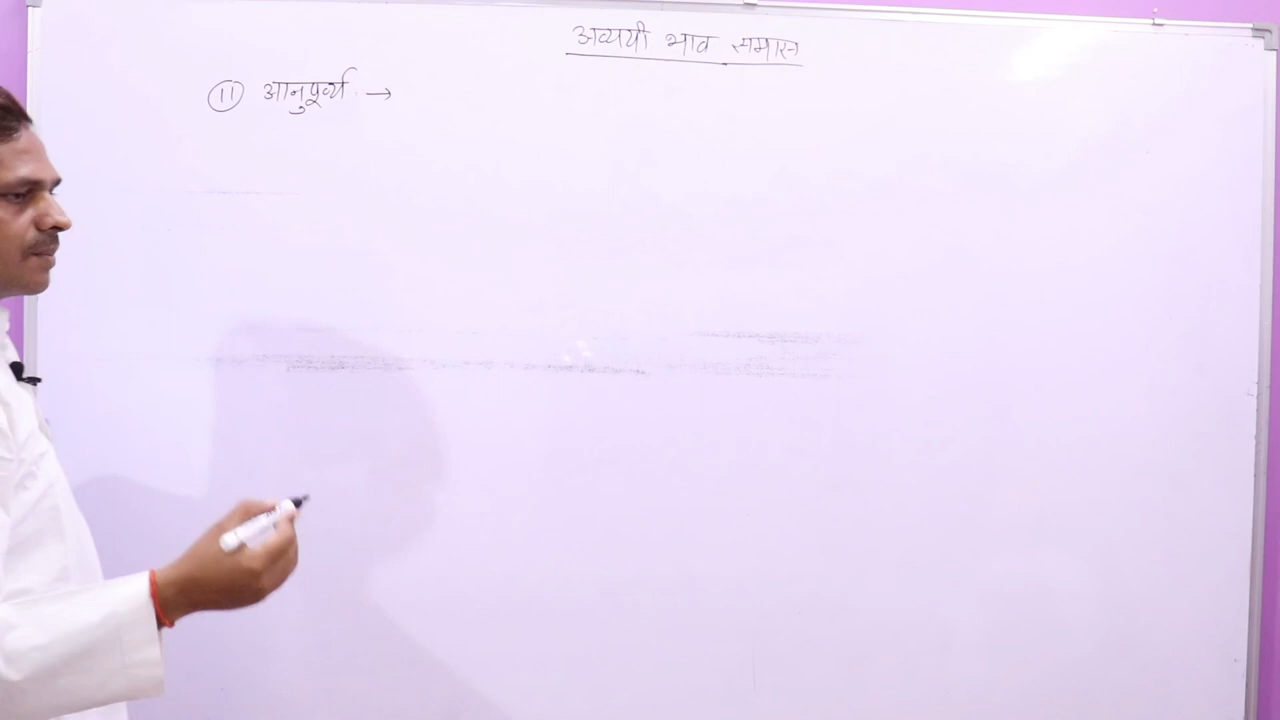 अव्ययी भाव समास
(11) आनुपूर्व्य →